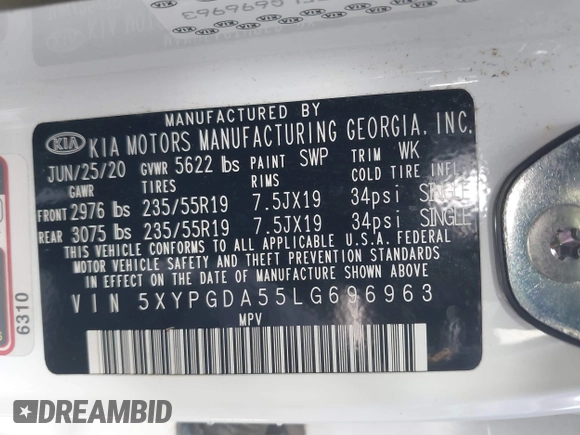 696963
MANUFACTURED BY
KIA KIA MOTORS MANUFACTURING GEORGIA, INC.
JUN/25/20 GVWR 5622 lbs PAINT SWP TRIM WK
GAWR TIRES RIMS COLD TIRE INFL
FRONT 2976 lbs 235/55R19 7.5JX19 34psi SINGLE
REAR 3075 lbs 235/55R19 7.5JX19 34psi SINGLE
THIS VEHICLE CONFORMS TO ALL APPLICABLE U.S.A. FEDERAL
MOTOR VEHICLE SAFETY AND THEFT PREVENTION STANDARDS
IN EFFECT ON THE DATE OF MANUFACTURE SHOWN ABOVE.
VIN 5XYPGDA55LG696963
MPV
6310
DREAMBID